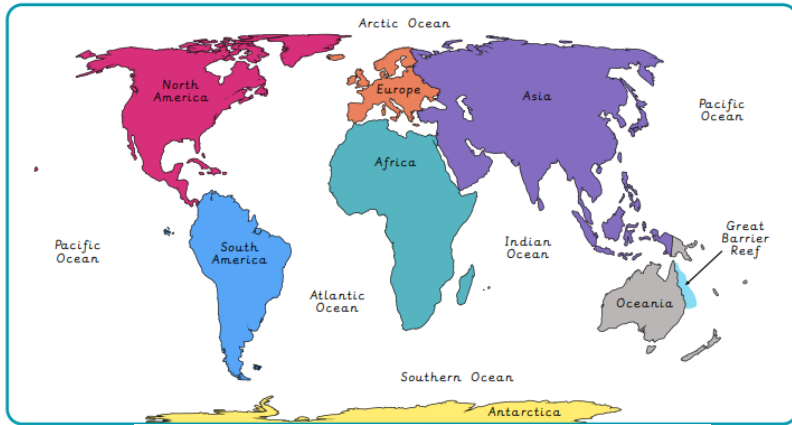 Arctic Ocean
North
America
Europe
Asia
Pacific
Ocean
Africa
Great
Barrier
Reef
Pacific
Ocean
South
America
Indian
Ocean
Atlantic
Ocean
Oceania
Southern Ocean
Antarctica